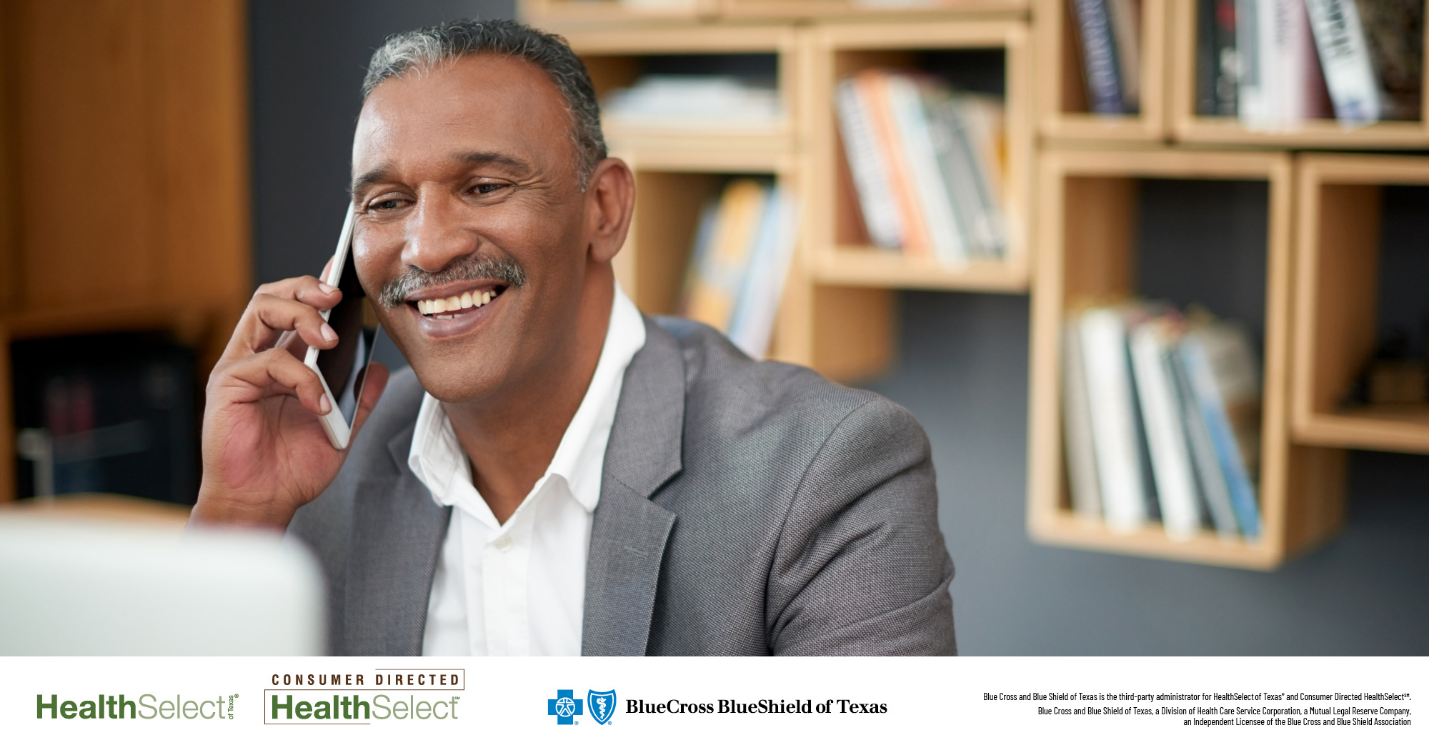 HealthSelect of Texas®
CONSUMER DIRECTED
HealthSelect℠
BlueCross BlueShield of Texas
Blue Cross and Blue Shield of Texas is the third-party administrator for HealthSelect of Texas® and Consumer Directed HealthSelect℠.
Blue Cross and Blue Shield of Texas, a Division of Health Care Service Corporation, a Mutual Legal Reserve Company,
an Independent Licensee of the Blue Cross and Blue Shield Association